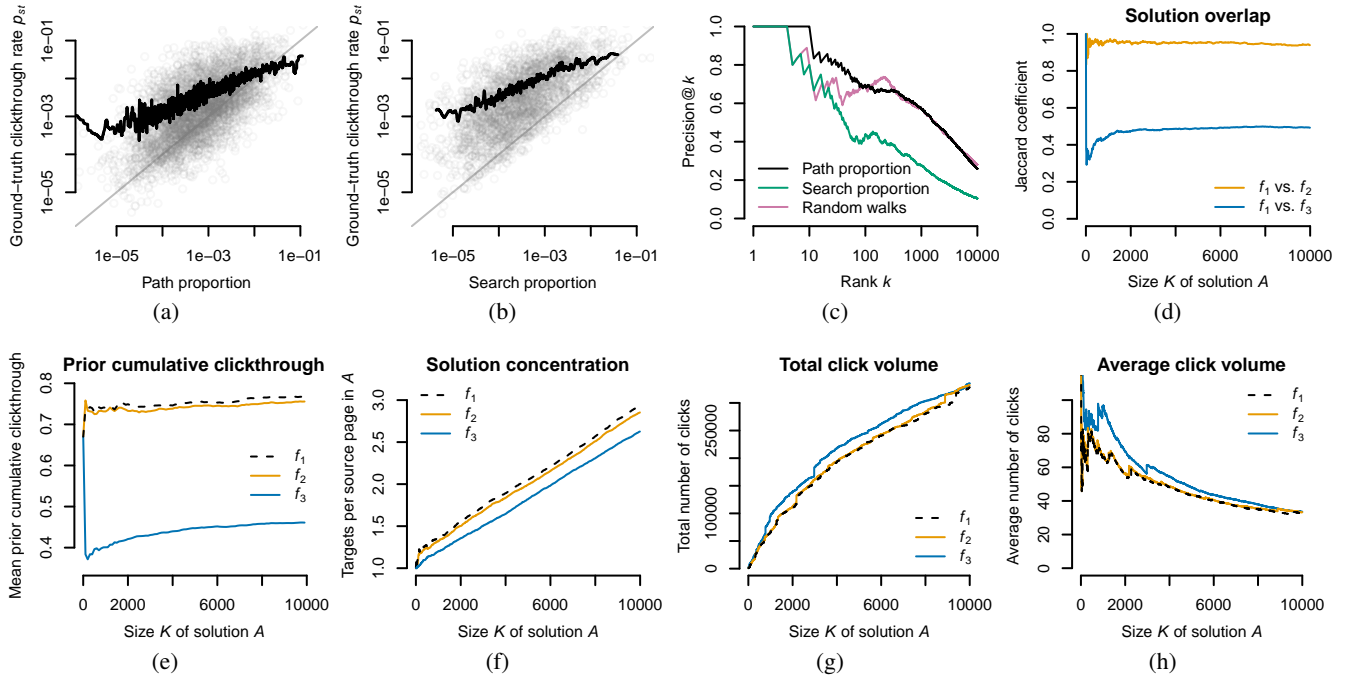 Ground−truth clickthrough rate p_st
1e−01
1e−03
1e−05
1e−05 1e−03 1e−01
Path proportion
(a)
Ground−truth clickthrough rate p_st
1e−01
1e−03
1e−05
1e−05 1e−03 1e−01
Search proportion
(b)
Precision@k
1.0
0.8
0.6
0.4
0.2
0.0
Path proportion
Search proportion
Random walks
1 10 100 1000 10000
Rank k
(c)
Solution overlap
Jaccard coefficient
1.0
0.8
0.6
0.4
0.2
0.0
f1 vs. f2
f1 vs. f3
0 2000 6000 10000
Size K of solution A
(d)
Prior cumulative clickthrough
Mean prior cumulative clickthrough
0.8
0.7
0.6
0.5
0.4
f1
f2
f3
0 2000 6000 10000
Size K of solution A
(e)
Solution concentration
Targets per source page in A
3.0
2.5
2.0
1.5
1.0
f1
f2
f3
0 2000 6000 10000
Size K of solution A
(f)
Total click volume
Total number of clicks
250000
100000
0
f1
f2
f3
0 2000 6000 10000
Size K of solution A
(g)
Average click volume
Average number of clicks
80
60
40
20
0
f1
f2
f3
0 2000 6000 10000
Size K of solution A
(h)